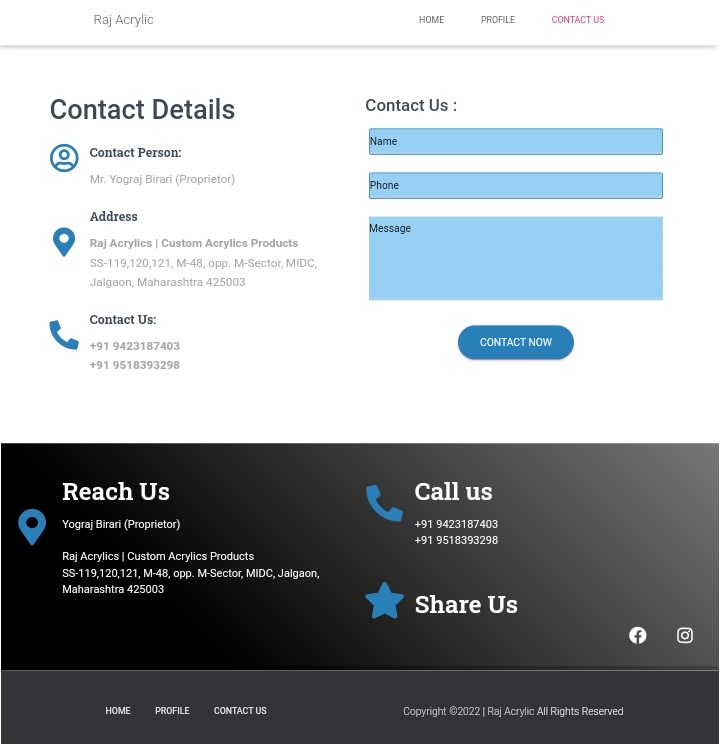 Raj Acrylic
HOME
PROFILE
CONTACT US
Contact Details
Contact Person:
Mr. Yograj Birari (Proprietor)
Address
Raj Acrylics | Custom Acrylics Products
SS-119,120,121, M-48, opp. M-Sector, MIDC,
Jalgaon, Maharashtra 425003
Contact Us:
+91 9423187403
+91 9518393298
Contact Us :
Name
Phone
Message
CONTACT NOW
Reach Us
Yograj Birari (Proprietor)
Raj Acrylics | Custom Acrylics Products
SS-119,120,121, M-48, opp. M-Sector, MIDC, Jalgaon,
Maharashtra 425003
Call us
+91 9423187403
+91 9518393298
Share Us
HOME
PROFILE
CONTACT US
Copyright ©2022 | Raj Acrylic All Rights Reserved